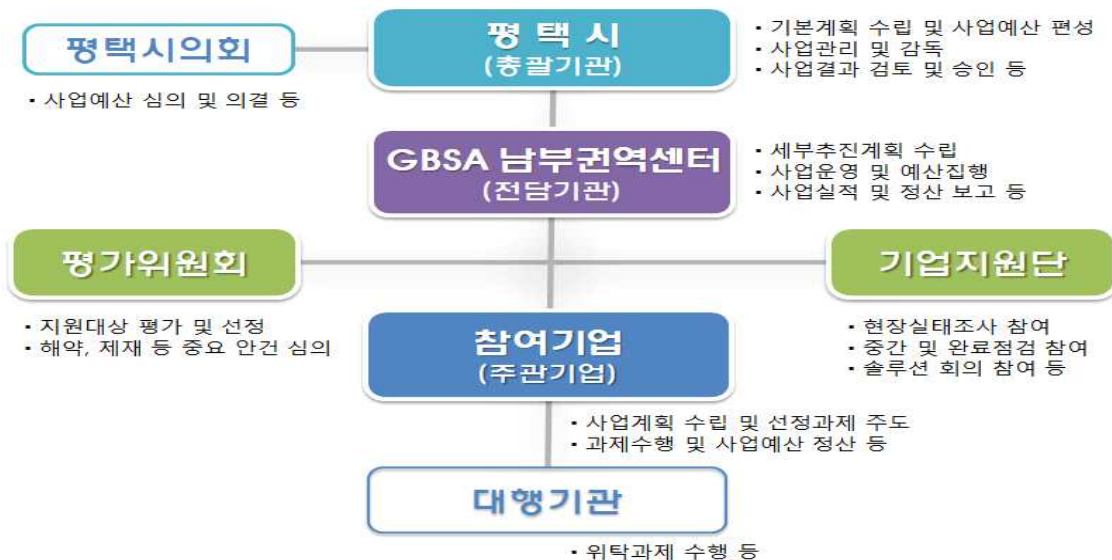 평택시의회
평 택 시
(총괄기관)
• 기본계획 수립 및 사업예산 편성
• 사업관리 및 감독
• 사업결과 검토 및 승인 등
• 사업예산 심의 및 의결 등
GBSA 남부권역센터
(전담기관)
• 세부추진계획 수립
• 사업운영 및 예산집행
• 사업실적 및 정산 보고 등
평가위원회
기업지원단
• 지원대상 평가 및 선정
• 해약, 제재 등 중요 안건 심의
참여기업
(주관기업)
• 현장실태조사 참여
• 중간 및 완료점검 참여
• 솔루션 회의 참여 등
• 사업계획 수립 및 선정과제 주도
• 과제수행 및 사업예산 정산 등
대행기관
• 위탁과제 수행 등